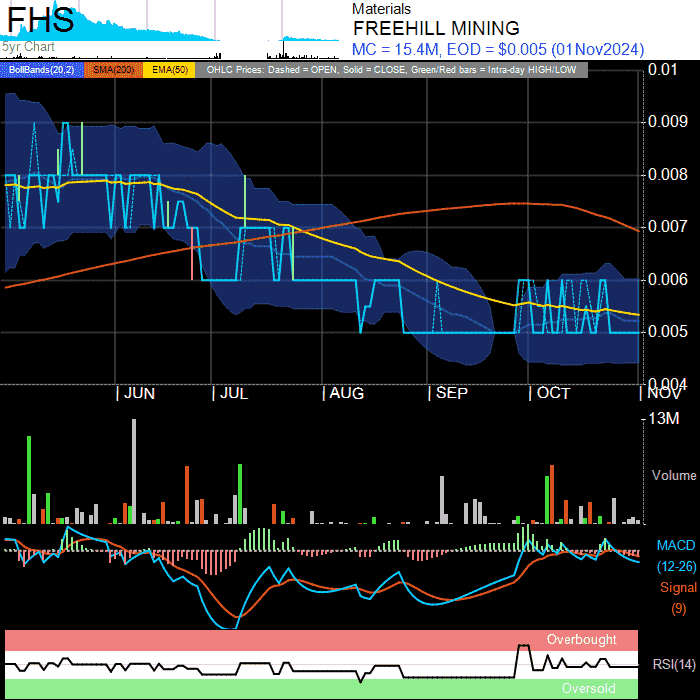 FHS
5yr Chart
Materials
FREEHILL MINING
MC = 15.4M, EOD = $0.005 (01Nov2024)
BollBands(20,2) SMA(200) EMA(50) OHLC Prices: Dashed = OPEN, Solid = CLOSE, Green/Red bars = Intra-day HIGH/LOW
0.01
0.009
0.008
0.007
0.006
0.005
0.004
JUN JUL AUG SEP OCT NOV
13M
Volume
MACD
(12-26)
Signal
(9)
Overbought
RSI(14)
Oversold